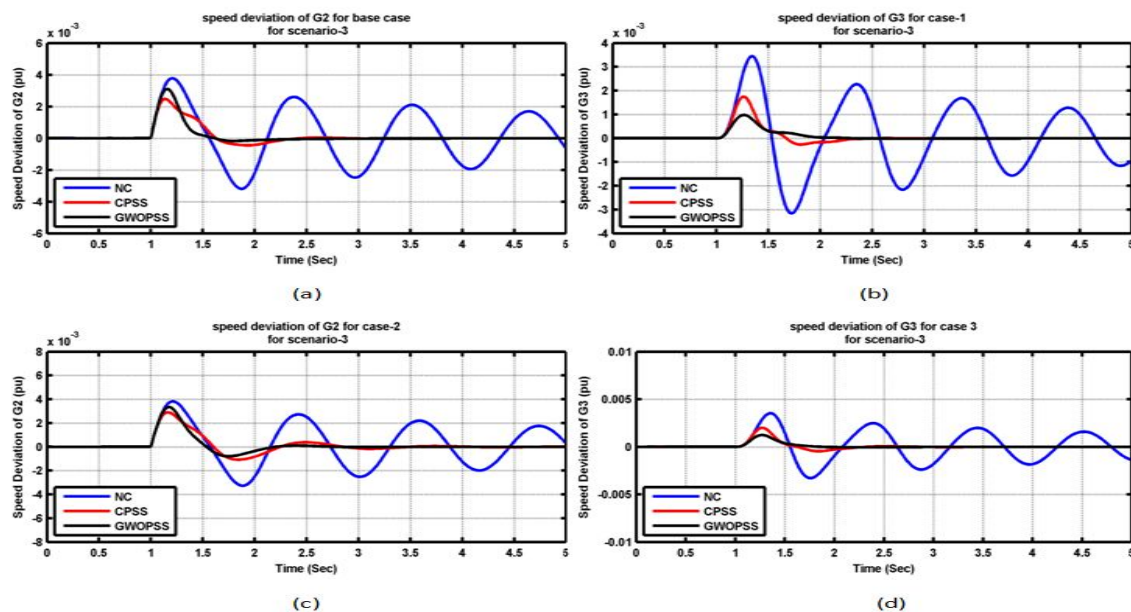 speed deviation of G2 for base case
for scenario-3
x 10-3
6
4
2
0
-2
-4
-6
Speed Deviation of G2 (pu)
NC
CPSS
GWOPSS
0 0.5 1 1.5 2 2.5 3 3.5 4 4.5 5
Time (Sec)
(a)
speed deviation of G3 for case-1
for scenario-3
x 10-3
4
3
2
1
0
-1
-2
-3
-4
Speed Deviation of G3 (pu)
NC
CPSS
GWOPSS
0 0.5 1 1.5 2 2.5 3 3.5 4 4.5 5
Time (Sec)
(b)
speed deviation of G2 for case-2
for scenario-3
x 10-3
8
6
4
2
0
-2
-4
-6
-8
Speed Deviation of G2 (pu)
NC
CPSS
GWOPSS
0 0.5 1 1.5 2 2.5 3 3.5 4 4.5 5
Time (Sec)
(c)
speed deviation of G3 for case 3
for scenario-3
0.01
0.005
0
-0.005
-0.01
Speed Deviation of G3 (pu)
NC
CPSS
GWOPSS
0 0.5 1 1.5 2 2.5 3 3.5 4 4.5 5
Time (Sec)
(d)